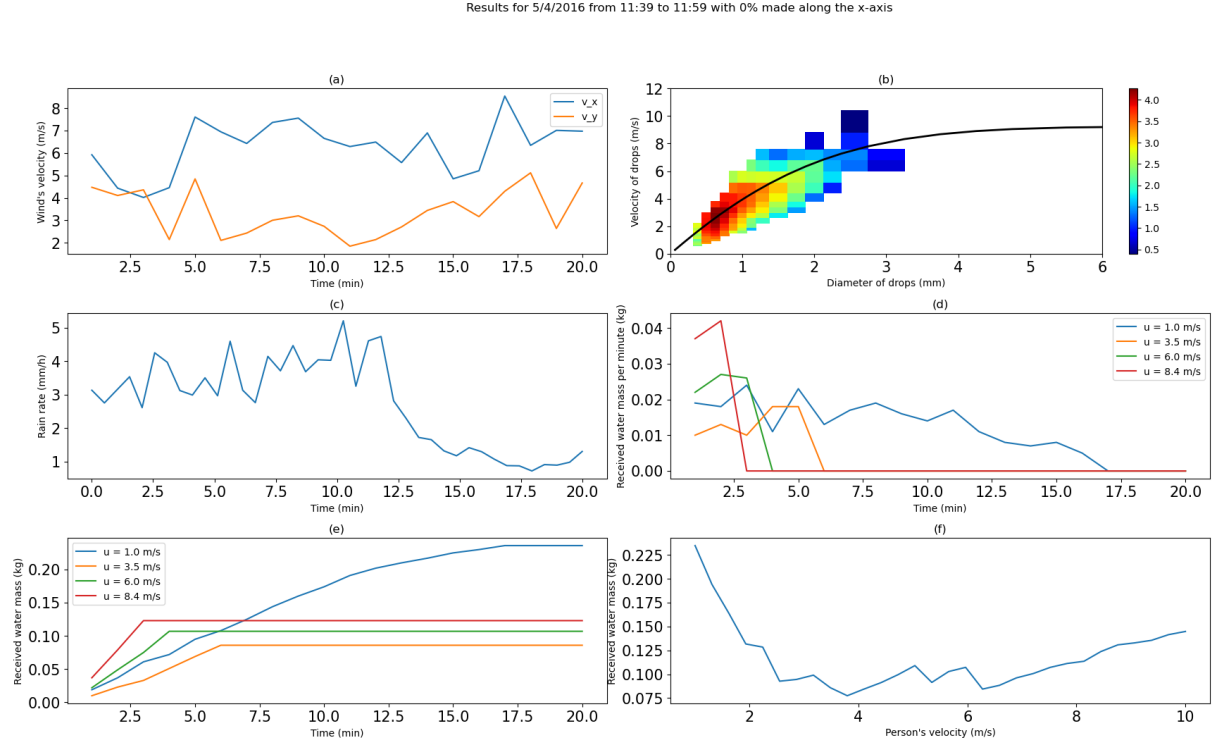 Results for 5/4/2016 from 11:39 to 11:59 with 0% made along the x-axis
(a)
Wind's velocity (m/s)
8
7
6
5
4
3
2
v_x
v_y
2.5 5.0 7.5 10.0 12.5 15.0 17.5 20.0
Time (min)
(b)
Velocity of drops (m/s)
12
10
8
6
4
2
0
0 1 2 3 4 5 6
Diameter of drops (mm)
4.0
3.5
3.0
2.5
2.0
1.5
1.0
0.5
(c)
Rain rate (mm/h)
5
4
3
2
1
0.0 2.5 5.0 7.5 10.0 12.5 15.0 17.5 20.0
Time (min)
(d)
Received water mass per minute (kg)
0.04
0.03
0.02
0.01
0.00
u = 1.0 m/s
u = 3.5 m/s
u = 6.0 m/s
u = 8.4 m/s
2.5 5.0 7.5 10.0 12.5 15.0 17.5 20.0
Time (min)
(e)
Received water mass (kg)
0.20
0.15
0.10
0.05
0.00
u = 1.0 m/s
u = 3.5 m/s
u = 6.0 m/s
u = 8.4 m/s
2.5 5.0 7.5 10.0 12.5 15.0 17.5 20.0
Time (min)
(f)
Received water mass (kg)
0.225
0.200
0.175
0.150
0.125
0.100
0.075
2 4 6 8 10
Person's velocity (m/s)